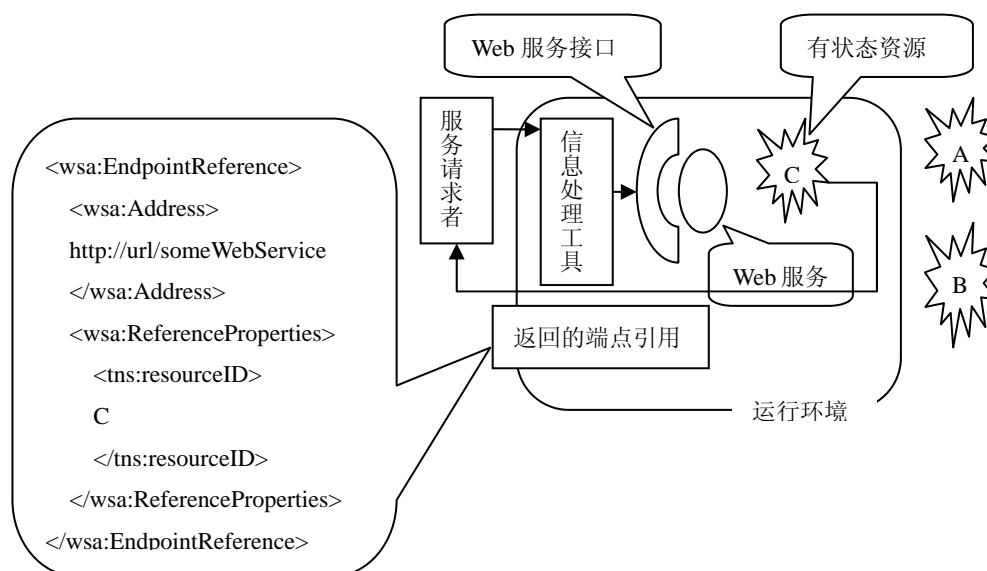 Web 服务接口
有状态资源
服务请求者
信息处理工具
C
A
B
Web 服务
返回的端点引用
运行环境
<wsa:EndpointReference>
<wsa:Address>
http://url/someWebService
</wsa:Address>
<wsa:ReferenceProperties>
<tns:resourceID>
C
</tns:resourceID>
</wsa:ReferenceProperties>
</wsa:EndpointReference>